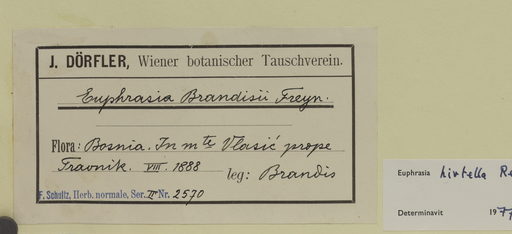 J. DÖRFLER, Wiener botanischer Tauschverein.
Euphrasia Brandisii Freyn.
Flora: Bosnia. In mte Vlasić prope
Travnik. VIII. 1888 leg: Brandis
F. Schultz, Herb. normale, Ser. II Nr. 2570
Euphrasia hirtella
Determinavit 1977